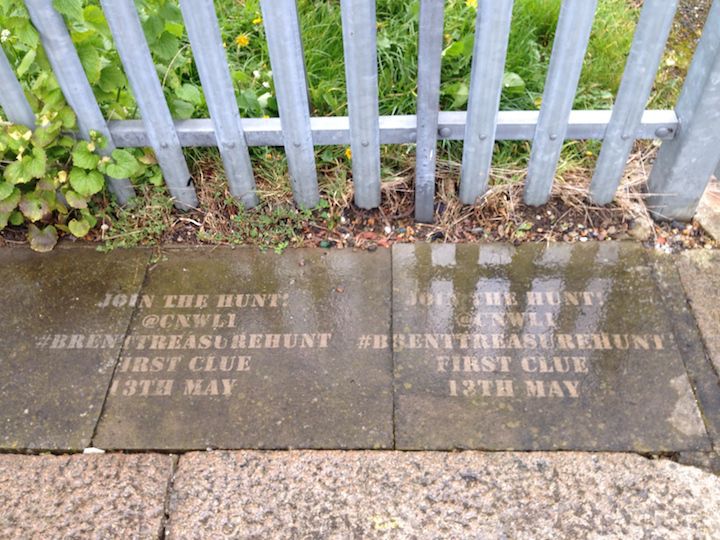 JOIN THE HUNT!
@CNWL1
#BRENTTREASUREHUNT
FIRST CLUE
13TH MAY
JOIN THE HUNT!
@CNWL1
#BRENTTREASUREHUNT
FIRST CLUE
13TH MAY